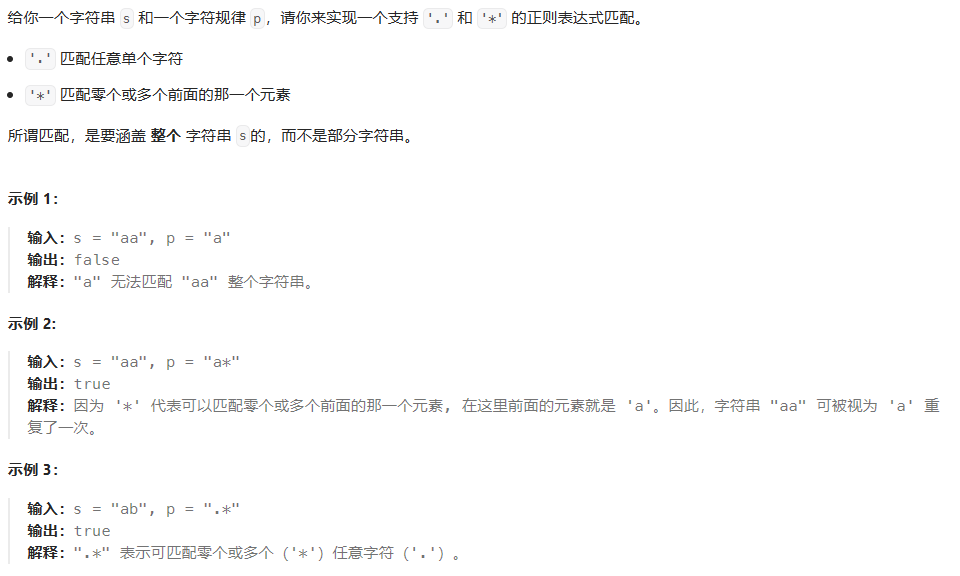 给你一个字符串 s 和一个字符规律 p，请你来实现一个支持 '.' 和 '*' 的正则表达式匹配。
• '.' 匹配任意单个字符
• '*' 匹配零个或多个前面的那一个元素
所谓匹配，是要涵盖 整个 字符串 s的，而不是部分字符串。
示例 1：
输入：s = "aa", p = "a"
输出：false
解释："a" 无法匹配 "aa" 整个字符串。
示例 2:
输入：s = "aa", p = "a*"
输出：true
解释：因为 '*' 代表可以匹配零个或多个前面的那一个元素, 在这里前面的元素就是 'a'。因此，字符串 "aa" 可被视为 'a' 重
复了一次。
示例 3：
输入：s = "ab", p = ".*"
输出：true
解释：".*" 表示可匹配零个或多个（'*'）任意字符（'.'）。